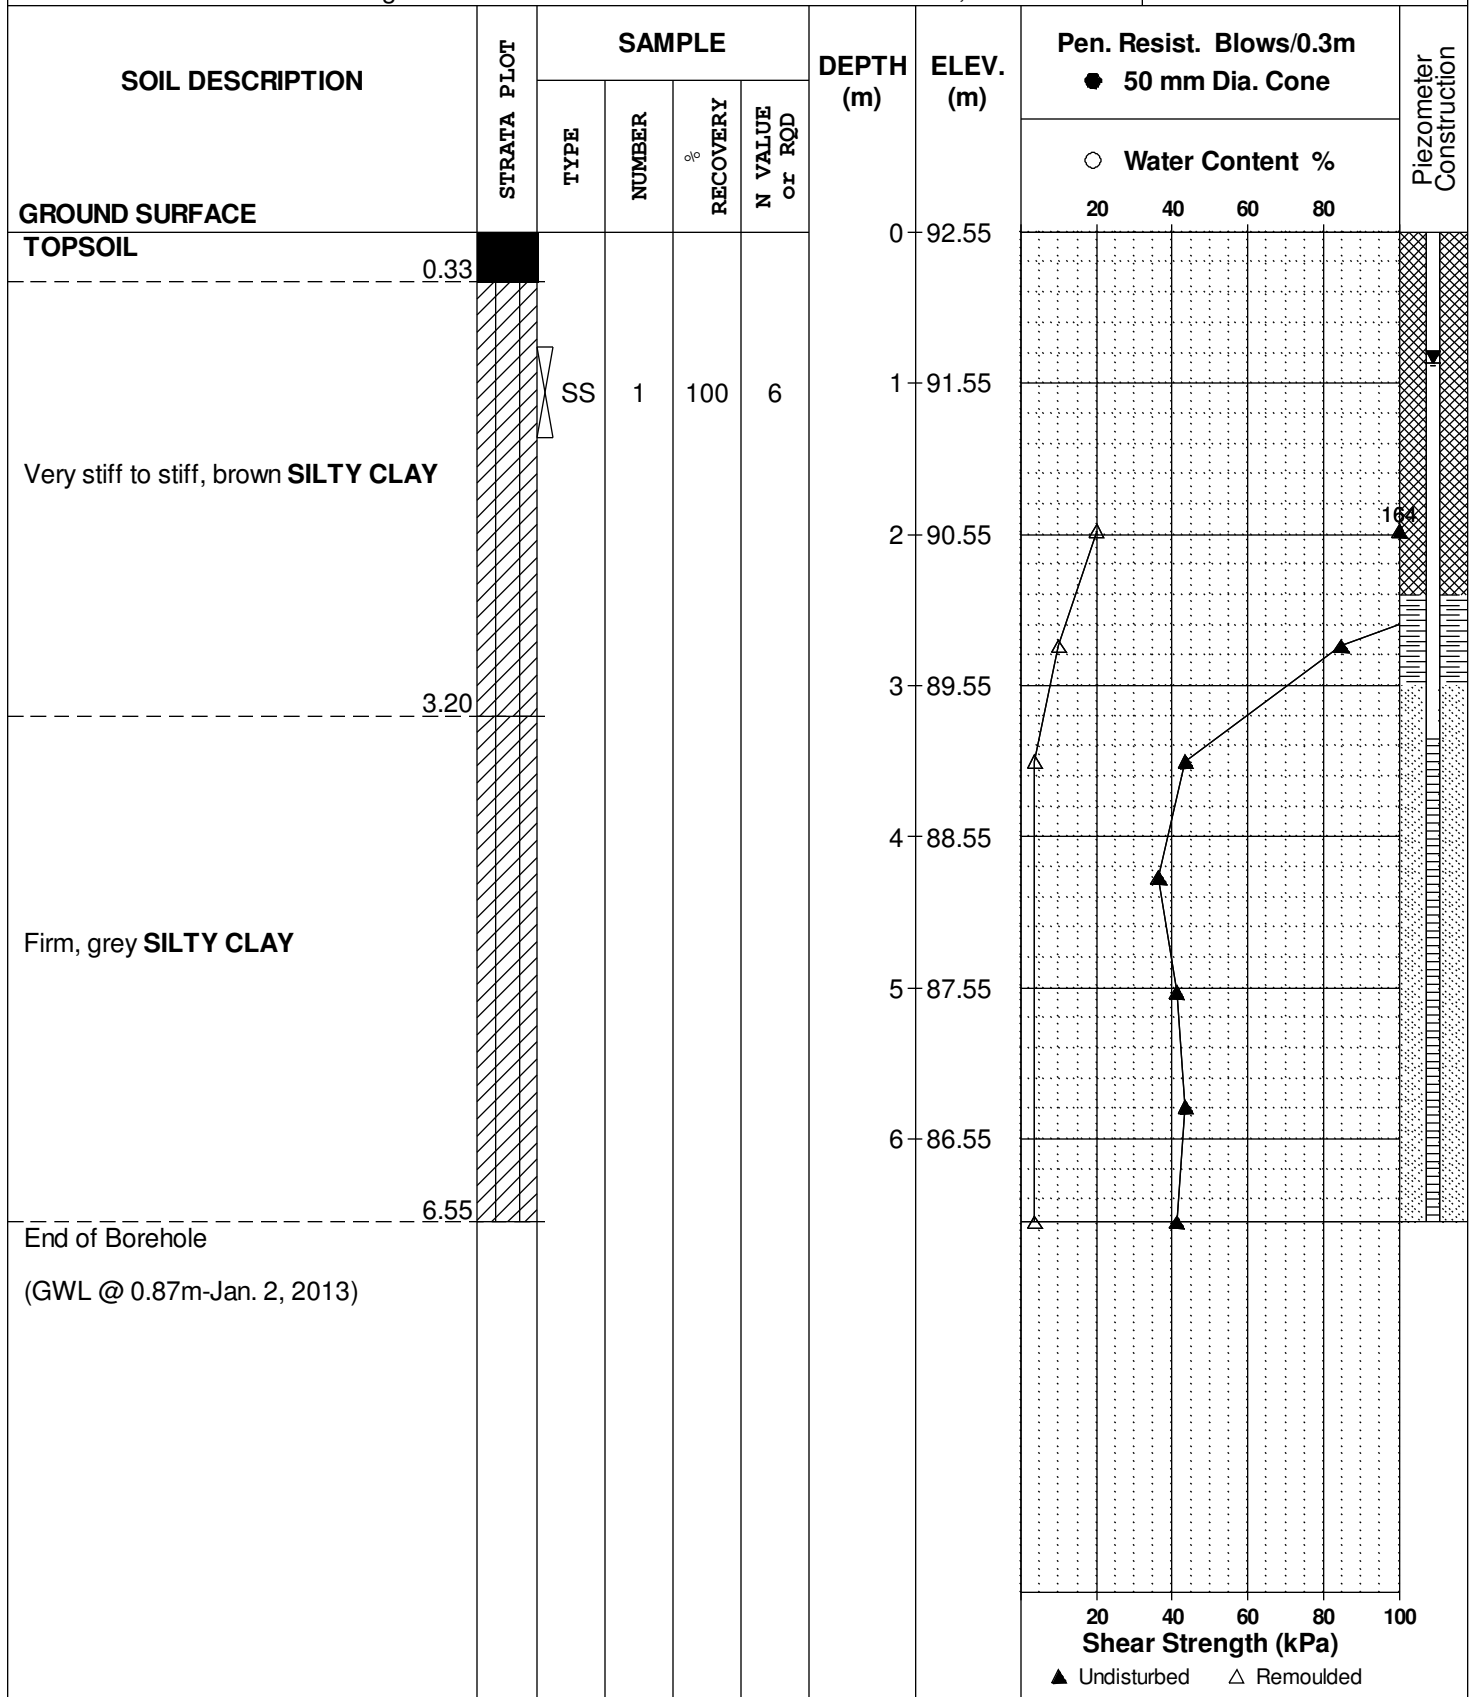 SOIL DESCRIPTION
GROUND SURFACE
STRATA PLOT
SAMPLE
TYPE
NUMBER
%
RECOVERY
N VALUE
or RQD
DEPTH
(m)
ELEV.
(m)
Pen. Resist. Blows/0.3m
● 50 mm Dia. Cone
○ Water Content %
20 40 60 80
Piezometer
Construction
TOPSOIL
0.33
0 92.55
SS 1 100 6
1 91.55
Very stiff to stiff, brown SILTY CLAY
164
2 90.55
3 89.55
3.20
4 88.55
Firm, grey SILTY CLAY
5 87.55
6 86.55
6.55
End of Borehole
(GWL @ 0.87m-Jan. 2, 2013)
20 40 60 80 100
Shear Strength (kPa)
▲ Undisturbed △ Remoulded